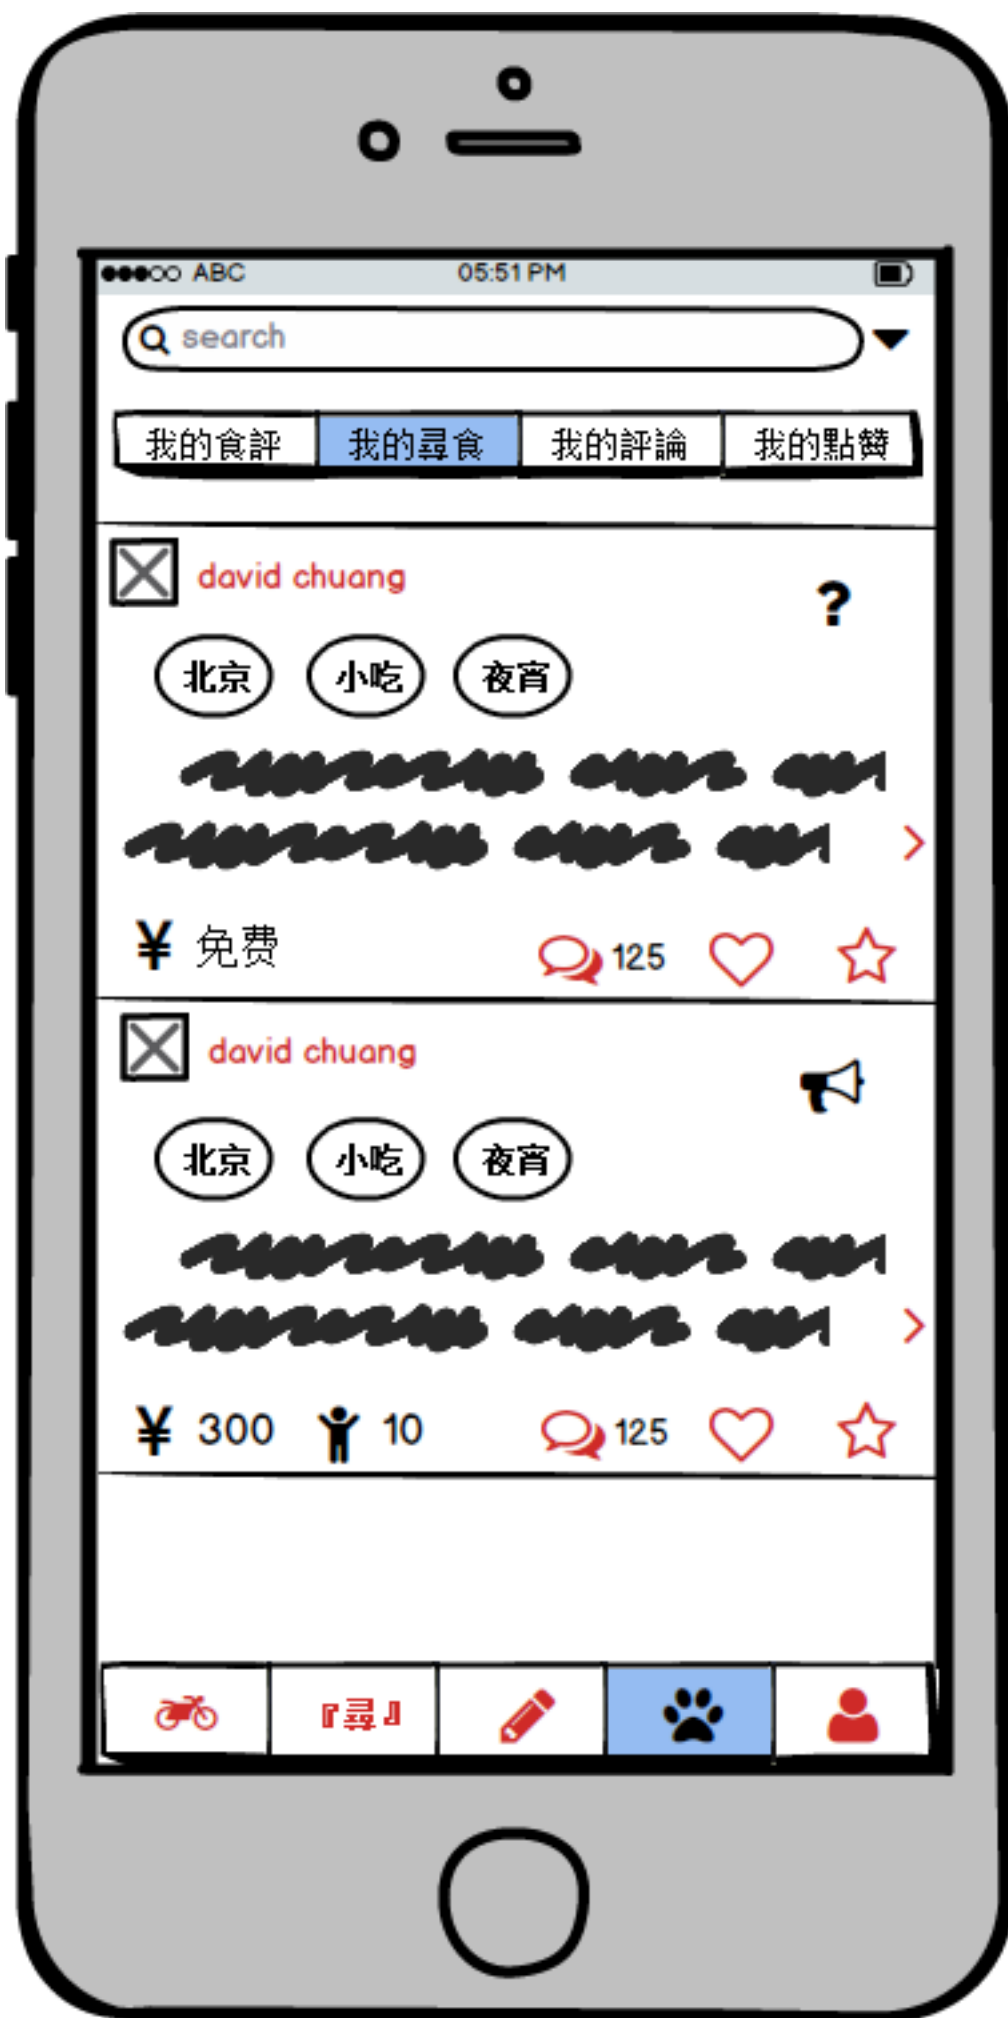 ABC 05:51 PM
search
我的食評 我的尋食 我的評論 我的點贊
david chuang
?
北京 小吃 夜宵
¥ 免费 125
david chuang
北京 小吃 夜宵
¥ 300 10 125
『尋』